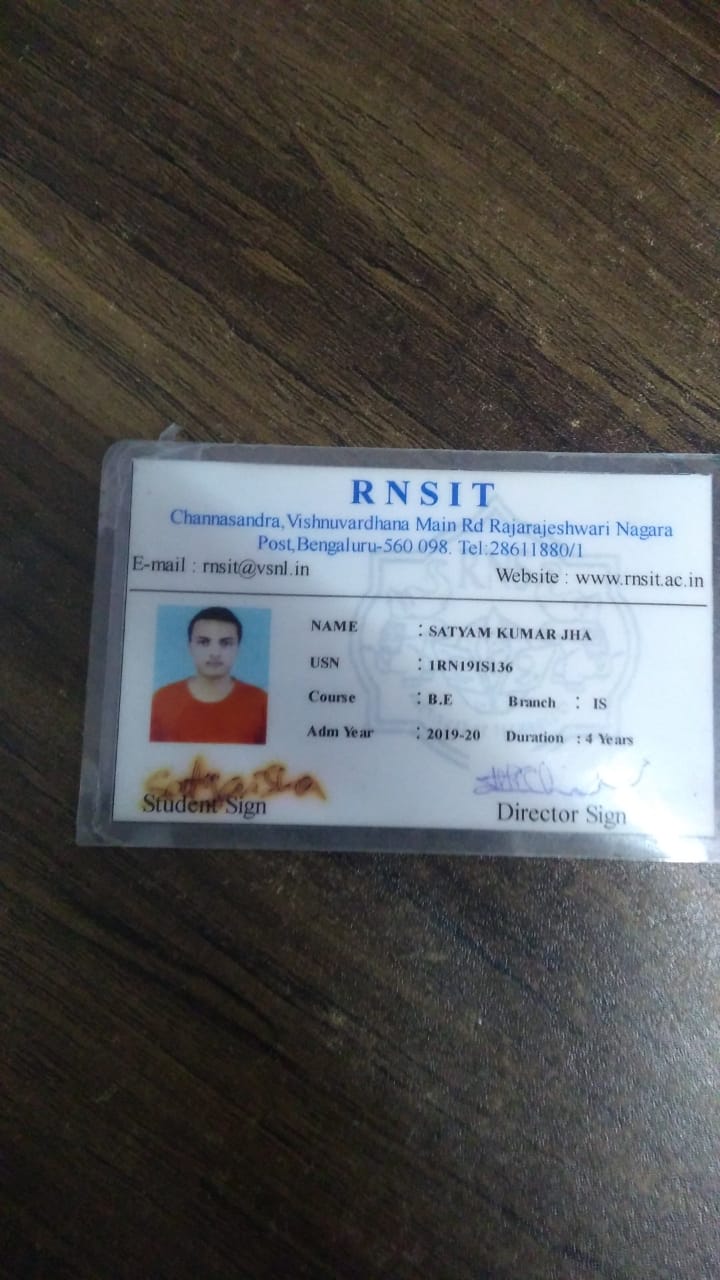 RNSIT
Channasandra,Vishnuvardhana Main Rd Rajarajeshwari Nagara
Post,Bengaluru-560 098. Tel:28611880/1
E-mail : rnsit@vsnl.in
Website : www.rnsit.ac.in
NAME : SATYAM KUMAR JHA
USN : 1RN19IS136
Course : B.E Branch : IS
Adm Year : 2019-20 Duration : 4 Years
Student Sign
Director Sign